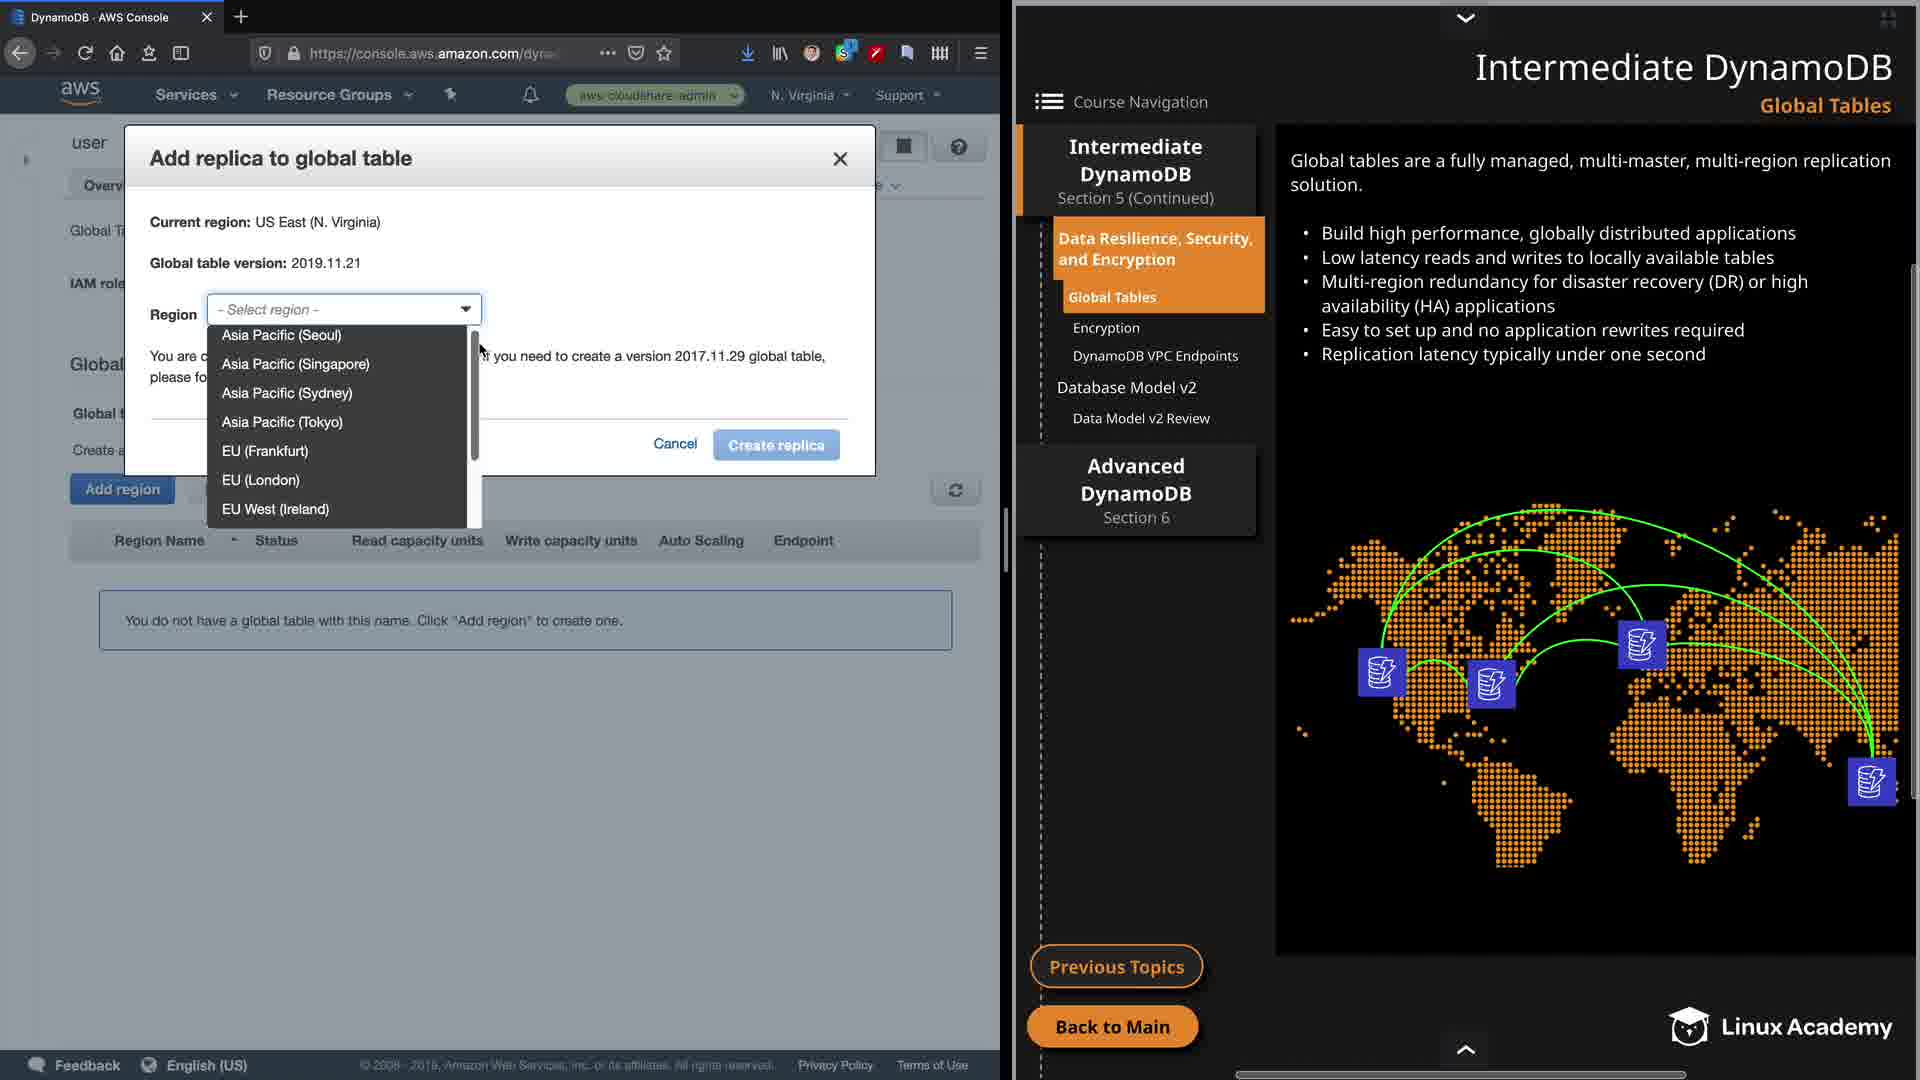 DynamoDB · AWS Console
https://console.aws.amazon.com/dyna
aws
Services
Resource Groups
aws-cloudshare-admin
N. Virginia
Support
user
Overv
Global Ta
IAM role
Global
Global t
Create a
Add replica to global table
Current region: US East (N. Virginia)
Global table version: 2019.11.21
Region
- Select region -
Asia Pacific (Seoul)
Asia Pacific (Singapore)
Asia Pacific (Sydney)
Asia Pacific (Tokyo)
EU (Frankfurt)
EU (London)
EU West (Ireland)
You are c
f you need to create a version 2017.11.29 global table,
please fo
Cancel
Create replica
Add region
Region Name
Status
Read capacity units
Write capacity units
Auto Scaling
Endpoint
You do not have a global table with this name. Click "Add region" to create one.
Feedback
English (US)
© 2008 - 2019, Amazon Web Services, Inc. or its affiliates. All rights reserved.
Privacy Policy
Terms of Use
Intermediate DynamoDB
Global Tables
Course Navigation
Intermediate
DynamoDB
Section 5 (Continued)
Data Resilience, Security,
and Encryption
Global Tables
Encryption
DynamoDB VPC Endpoints
Database Model v2
Data Model v2 Review
Advanced
DynamoDB
Section 6
Previous Topics
Back to Main
Global tables are a fully managed, multi-master, multi-region replication
solution.
• Build high performance, globally distributed applications
• Low latency reads and writes to locally available tables
• Multi-region redundancy for disaster recovery (DR) or high
availability (HA) applications
• Easy to set up and no application rewrites required
• Replication latency typically under one second
Linux Academy